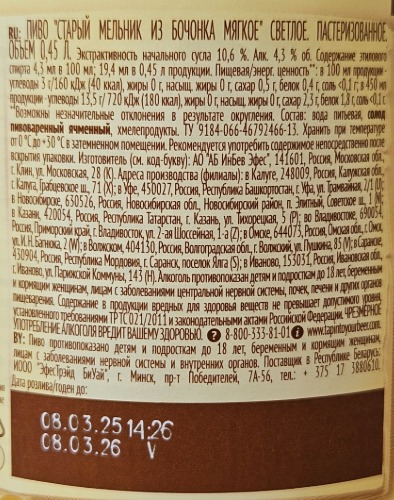 RU: ПИВО "СТАРЫЙ МЕЛЬНИК ИЗ БОЧОНКА МЯГКОЕ" СВЕТЛОЕ. ПАСТЕРИЗОВАННОЕ.
ОБЪЕМ 0,45 Л. Экстрактивность начального сусла 10,6 %. Алк. 4,3 % об. Содержание этилового
спирта 4,3 мл в 100 мл; 19,4 мл в 0,45 л продукции. Пищевая/энерг. ценность*: в 100 мл продукции -
углеводы 3 г/160 кДж (40 ккал), жиры 0 г, насыщ. жиры 0 г, сахар 0,5 г, белок 0,4 г, соль <0,1 г; в 450 мл
продукции - углеводы 13,5 г/720 кДж (180 ккал), жиры 0 г, насыщ. жиры 0 г, сахар 2,3 г, белок 1,8 г, соль <0,1 г.
*Возможны незначительные отклонения в результате округления. Состав: вода питьевая, солод
пивоваренный ячменный, хмелепродукты. ТУ 9184-066-46792466-13. Хранить при температуре
от 0 °C до +30 °C в затемненном помещении. Рекомендуется употребить содержимое непосредственно после
вскрытия упаковки. Изготовитель (см. код-букву): АО "АБ ИнБев Эфес", 141601, Россия, Московская обл.,
г. Клин, ул. Московская, 28 (К). Адреса производства (филиалы): в Калуге, 248009, Россия, Калужская обл.,
г. Калуга, Грабцевское ш., 71 (X); в Уфе, 450027, Россия, Республика Башкортостан, г. Уфа, ул. Трамвайная, 2/1 (U);
в Новосибирске, 630526, Россия, Новосибирская обл., Новосибирский район, п. Элитный, Советское ш., 1 (N);
в Казани, 420054, Россия, Республика Татарстан, г. Казань, ул. Тихорецкая, 5 (P); во Владивостоке, 690054,
Россия, Приморский край, г. Владивосток, ул. 2-ая Шоссейная, 1-а (Z); в Омске, 644073, Россия, Омская обл., г. Омск,
ул. И. Н. Багнюка, 2 (M); в Волжском, 404130, Россия, Волгоградская обл., г. Волжский, ул. Пушкина, 85 (W); в Саранске,
430904, Россия, Республика Мордовия, г. Саранск, поселок Ялга (S); в Иваново, 153031, Россия, Ивановская обл.,
г. Иваново, ул. Парижской Коммуны, 143 (H). Алкоголь противопоказан детям и подросткам до 18 лет, беременным
и кормящим женщинам, лицам с заболеваниями центральной нервной системы, почек, печени и других органов
пищеварения. Содержание в продукции вредных для здоровья веществ не превышает допустимого уровня,
установленного требованиями ТР ТС 021/2011 и законодательными актами Российской Федерации. ЧРЕЗМЕРНОЕ
УПОТРЕБЛЕНИЕ АЛКОГОЛЯ ВРЕДИТ ВАШЕМУ ЗДОРОВЬЮ. 8-800-333-81-01 www.tapintoyourbeer.com.
BY: Пиво противопоказано детям и подросткам до 18 лет, беременным и кормящим женщинам,
лицам с заболеваниями нервной системы и внутренних органов. Поставщик в Республике Беларусь:
ИООО "ЭфесТрэйд БиУай", г. Минск, пр-т Победителей, 7А-56, тел.: + 375 17 3880610.
Дата розлива/годен до:
08.03.25 14:26
08.03.26 V